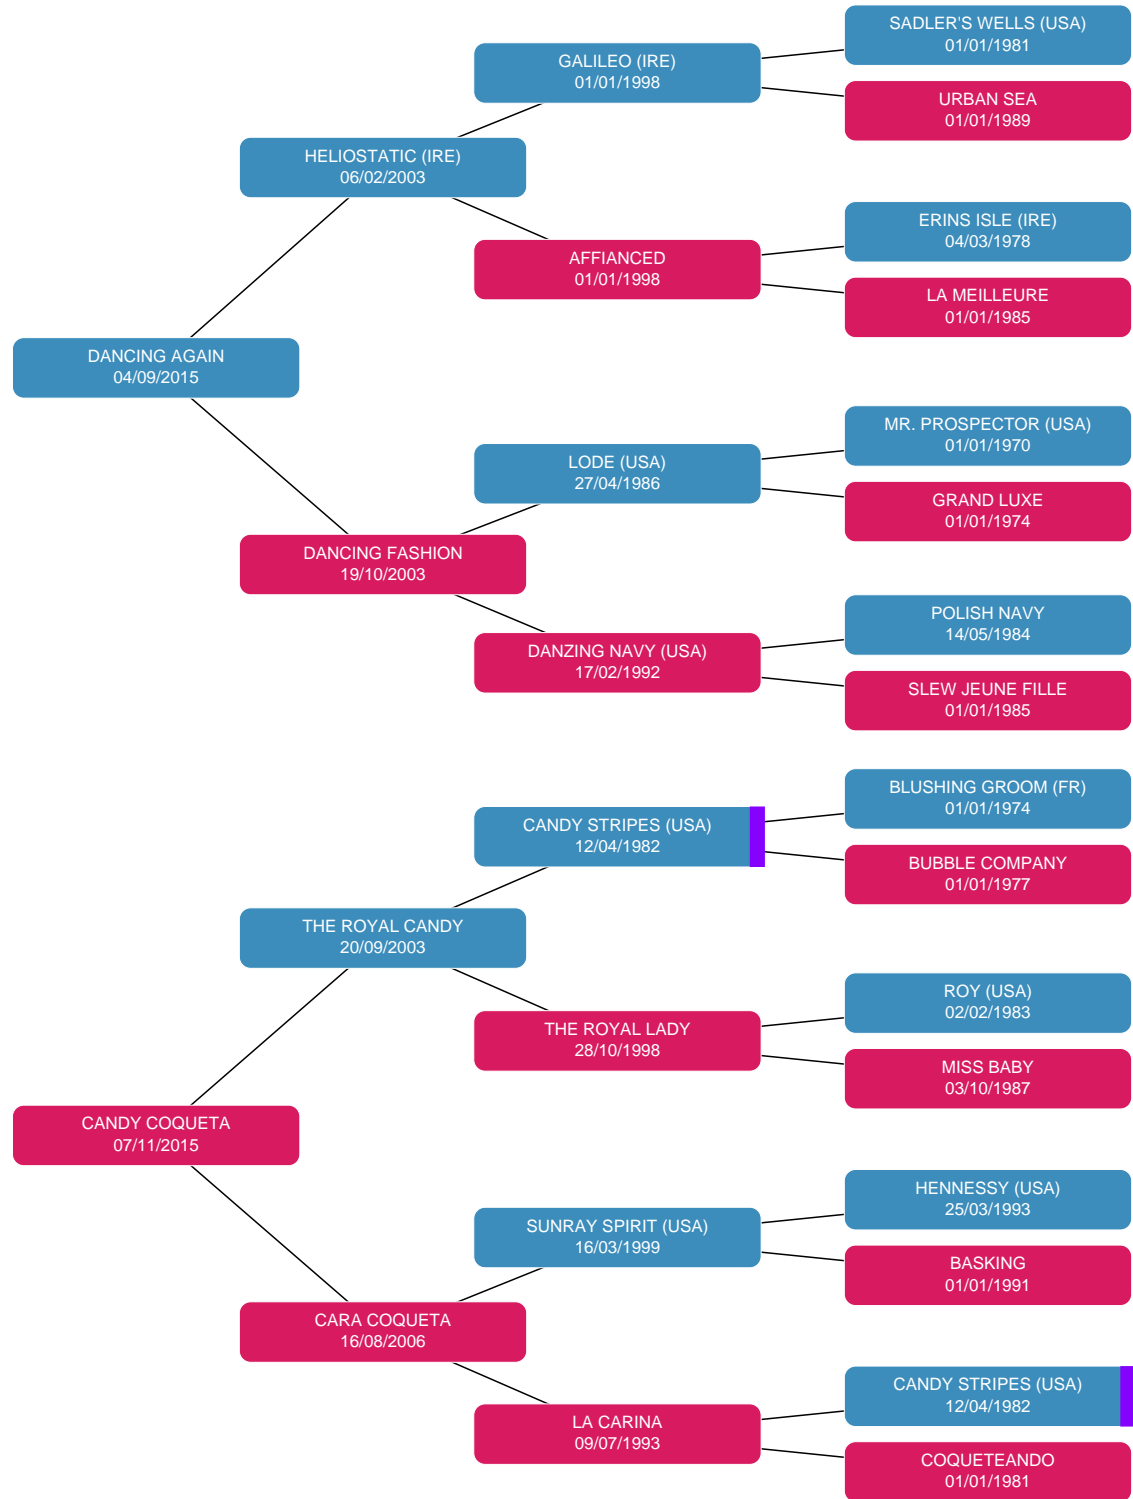 SADLER'S WELLS (USA)
01/01/1981
GALILEO (IRE)
01/01/1998
URBAN SEA
01/01/1989
HELIOSTATIC (IRE)
06/02/2003
ERINS ISLE (IRE)
04/03/1978
AFFIANCED
01/01/1998
LA MEILLEURE
01/01/1985
DANCING AGAIN
04/09/2015
MR. PROSPECTOR (USA)
01/01/1970
LODE (USA)
27/04/1986
GRAND LUXE
01/01/1974
DANCING FASHION
19/10/2003
POLISH NAVY
14/05/1984
DANZING NAVY (USA)
17/02/1992
SLEW JEUNE FILLE
01/01/1985
BLUSHING GROOM (FR)
01/01/1974
CANDY STRIPES (USA)
12/04/1982
BUBBLE COMPANY
01/01/1977
THE ROYAL CANDY
20/09/2003
ROY (USA)
02/02/1983
THE ROYAL LADY
28/10/1998
MISS BABY
03/10/1987
CANDY COQUETA
07/11/2015
HENNESSY (USA)
25/03/1993
SUNRAY SPIRIT (USA)
16/03/1999
BASKING
01/01/1991
CARA COQUETA
16/08/2006
CANDY STRIPES (USA)
12/04/1982
LA CARINA
09/07/1993
COQUETEANDO
01/01/1981